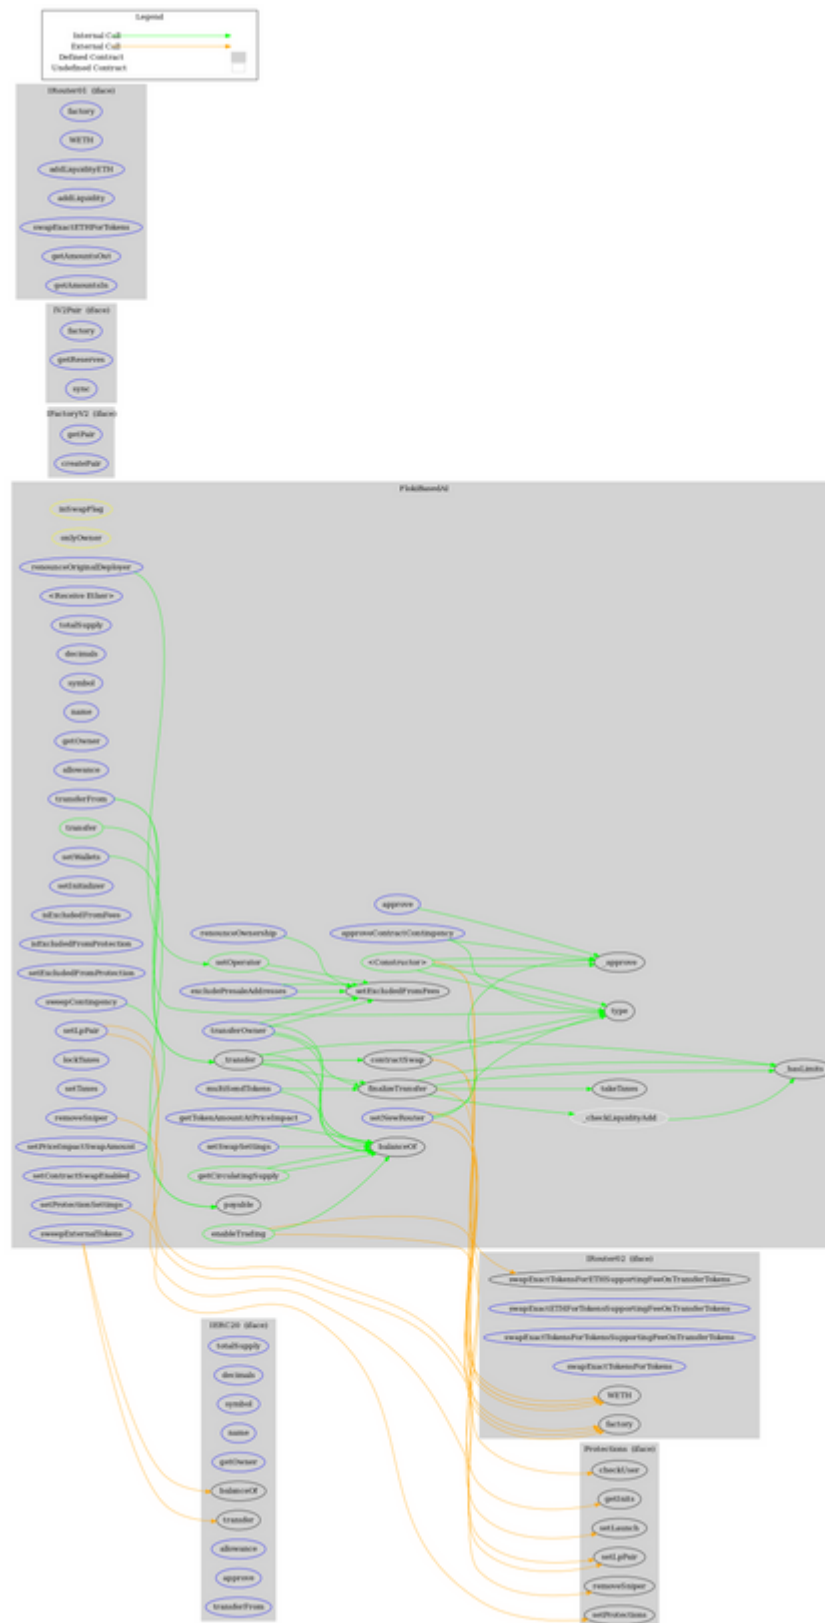 Legend
Internal Call
External Call
Defined Contract
Undefined Contract
IRouter01 (iface)
factory
WETH
addLiquidityETH
addLiquidity
swapExactETHForTokens
getAmountsOut
getAmountsIn
IV2Pair (iface)
factory
getReserves
sync
IFactoryV2 (iface)
getPair
createPair
inSwapFlag
onlyOwner
renounceOriginalDeployer
<Receive Ether>
totalSupply
decimals
symbol
name
getOwner
allowance
transferFrom
transfer
setWallets
setInitializer
isExcludedFromFees
isExcludedFromProtection
setExcludedFromProtection
sweepContingency
setLpPair
lockTaxes
setTaxes
removeSniper
setPriceImpactSwapAmount
setContractSwapEnabled
setProtectionSettings
sweepExternalTokens
renounceOwnership
setOperator
excludePresaleAddresses
transferOwner
_transfer
multiSendTokens
getTokenAmountAtPriceImpact
setSwapSettings
getCirculatingSupply
payable
enableTrading
approve
approveContractContingency
<Constructor>
setExcludedFromFees
contractSwap
finalizeTransfer
setNewRouter
balanceOf
_approve
type
takeTaxes
_checkLiquidityAdd
_hasLimits
IRouter02 (iface)
swapExactTokensForETHSupportingFeeOnTransferTokens
swapExactETHForTokensSupportingFeeOnTransferTokens
swapExactTokensForTokensSupportingFeeOnTransferTokens
swapExactTokensForTokens
WETH
factory
IERC20 (iface)
totalSupply
decimals
symbol
name
getOwner
balanceOf
transfer
allowance
approve
transferFrom
Protections (iface)
checkUser
getInits
setLaunch
setLpPair
removeSniper
setProtections